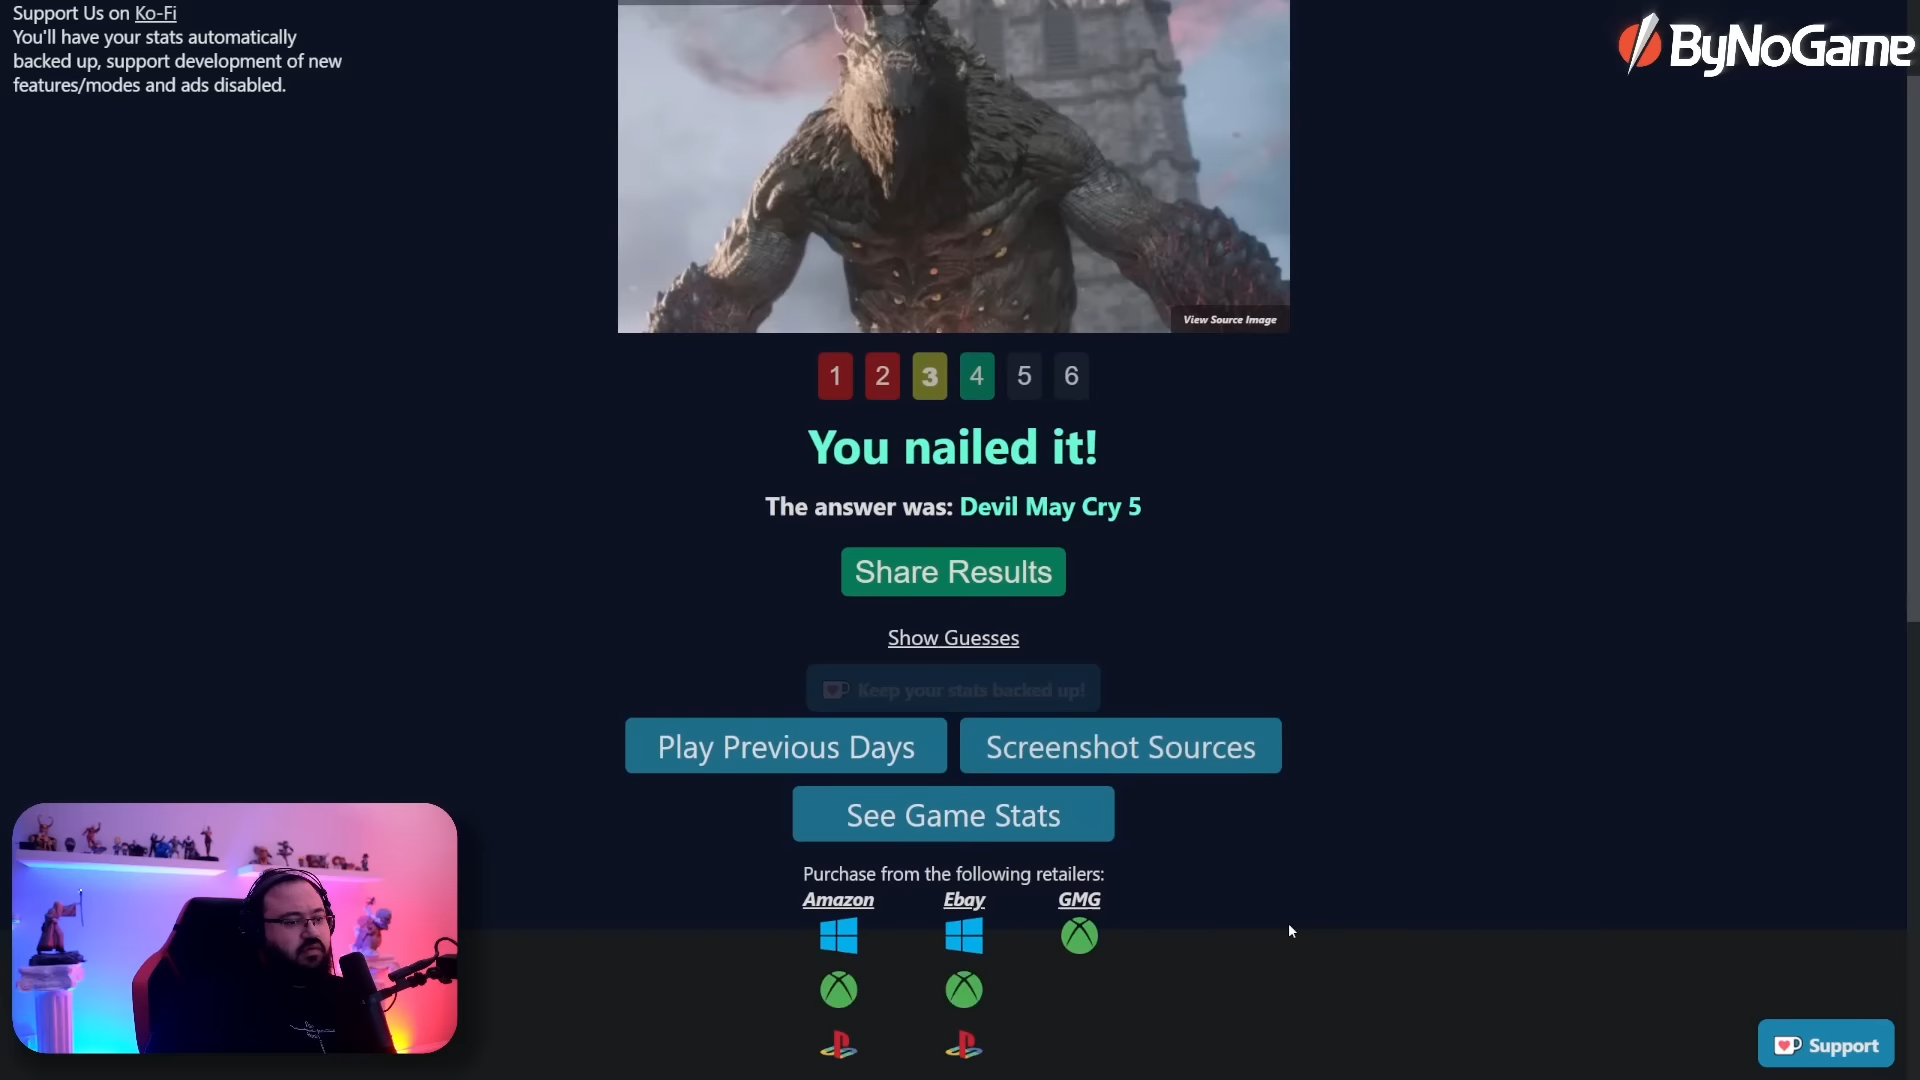 Support Us on Ko-Fi
You'll have your stats automatically
backed up, support development of new
features/modes and ads disabled.
ByNoGame
View Source Image
1 2 3 4 5 6
You nailed it!
The answer was: Devil May Cry 5
Share Results
Show Guesses
Keep your stats backed up!
Play Previous Days
Screenshot Sources
See Game Stats
Purchase from the following retailers:
Amazon Ebay GMG
Support